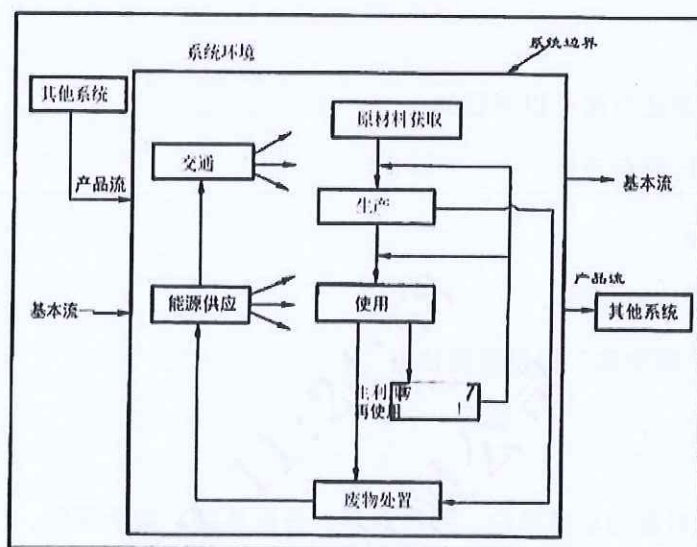 系统环境
系统边界
其他系统
原材料获取
交通
产品流
基本流
生产
产品流
基本流
能源供应
使用
其他系统
再使用
废物处置